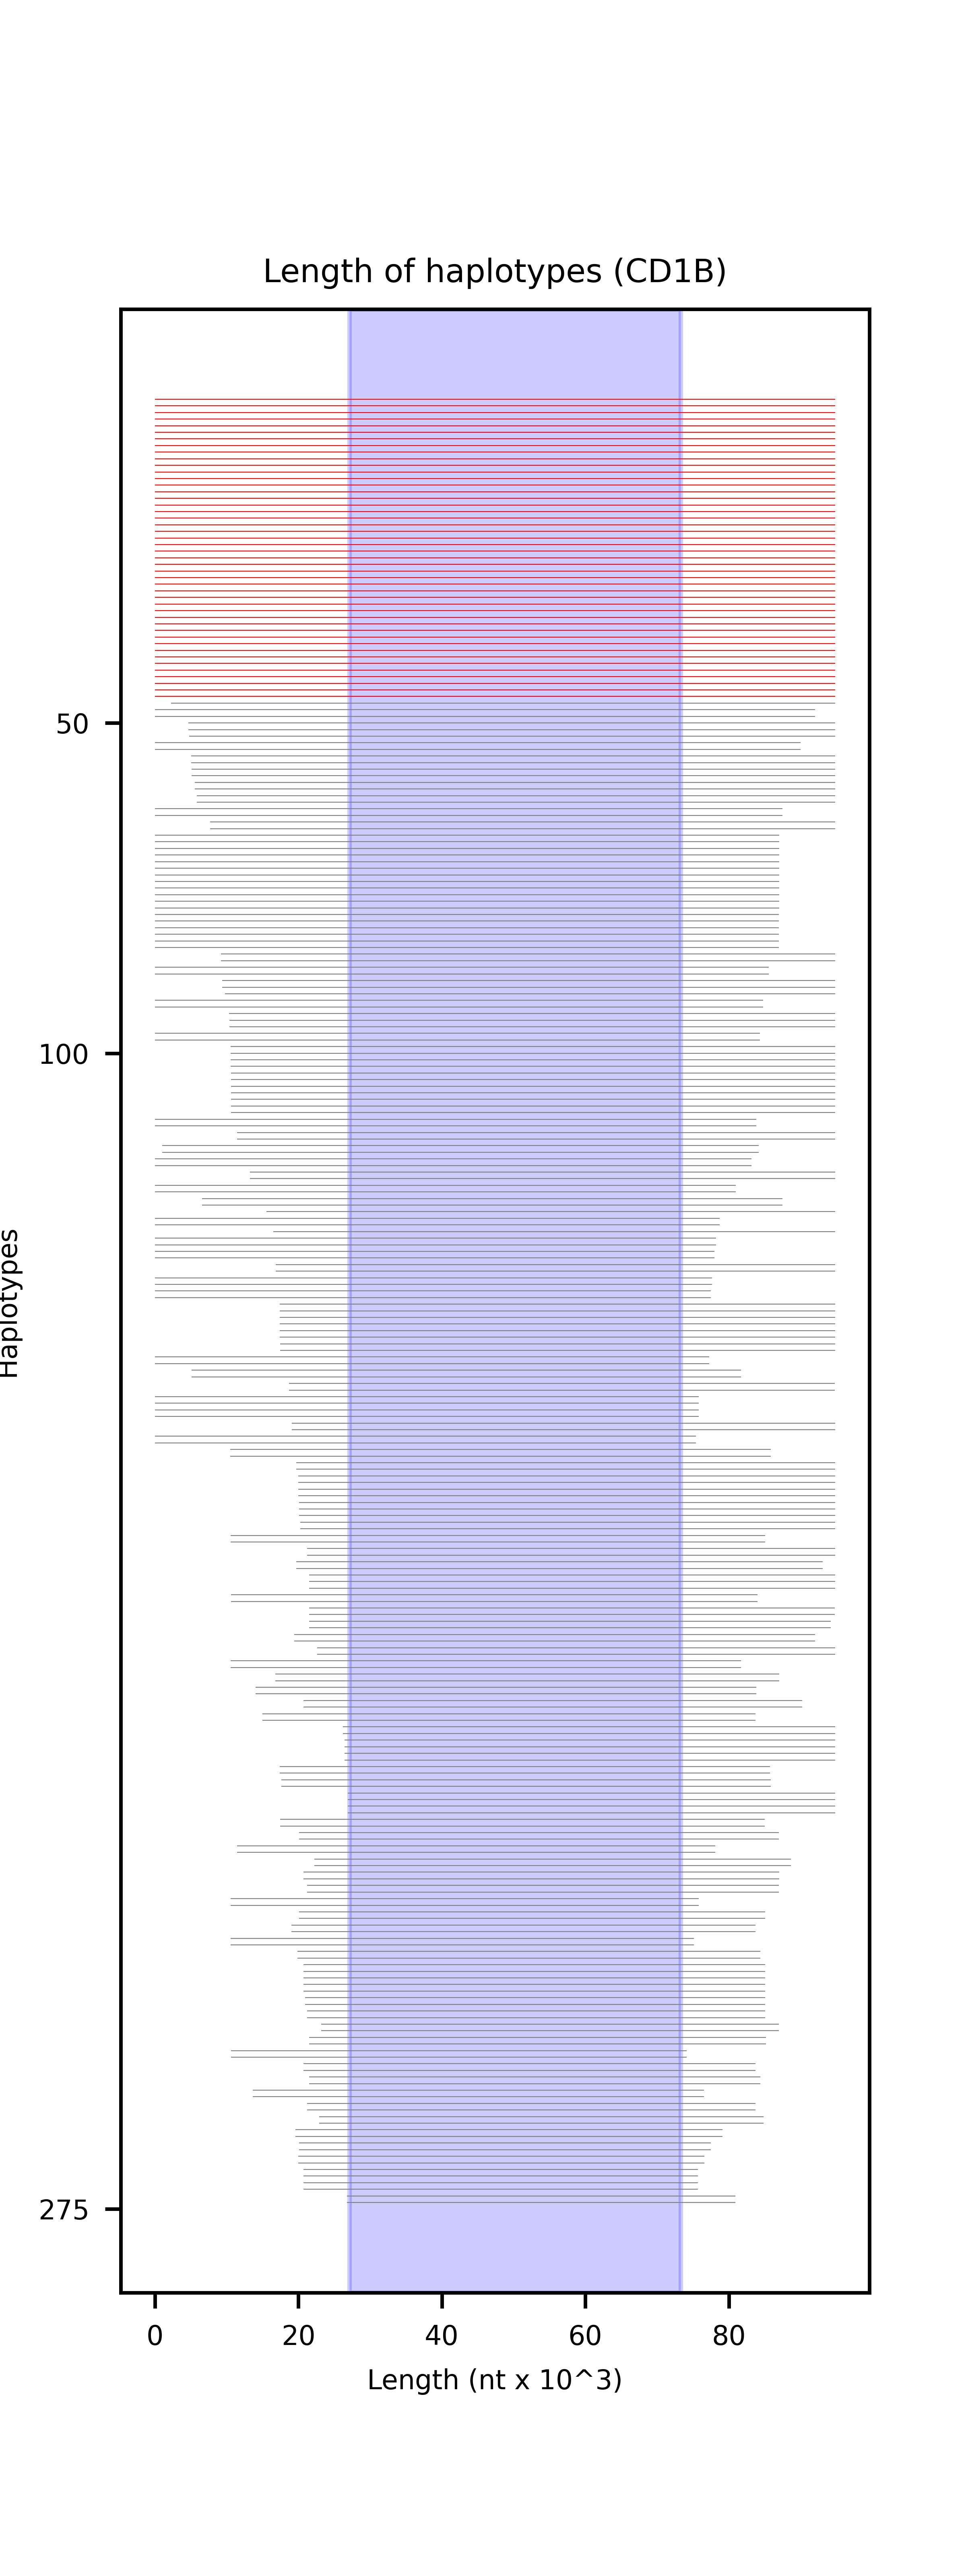 Length of haplotypes (CD1B)
50
100
Haplotypes
275
0 20 40 60 80
Length (nt x 10^3)